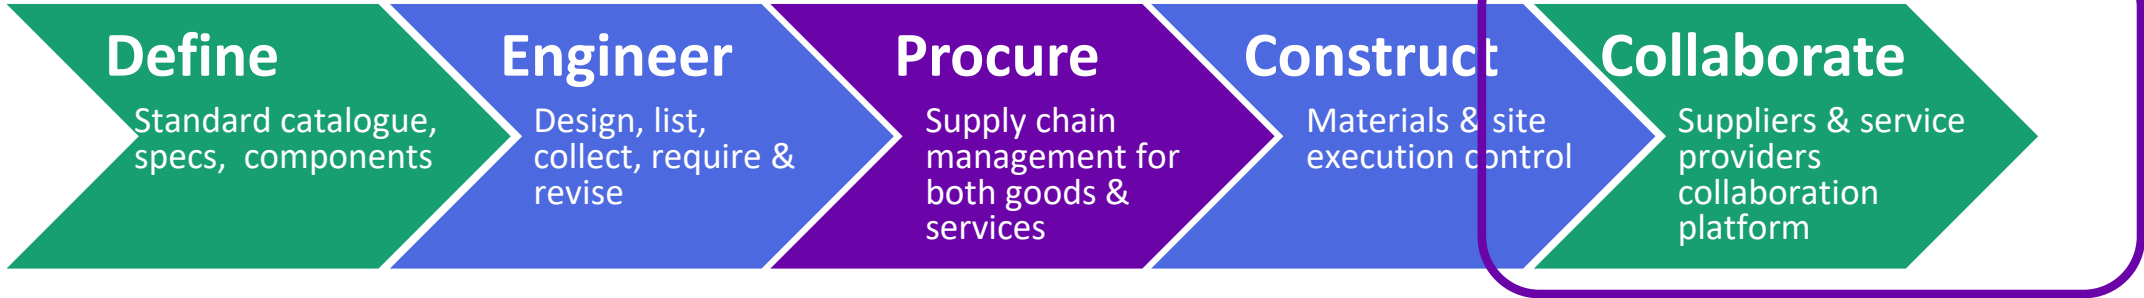 Define
Standard catalogue,
specs,  components
Engineer
Design, list,
collect, require &
revise
Procure
Supply chain
management for
both goods &
services
Construct
Materials & site
execution control
Collaborate
Suppliers & service
providers
collaboration
platform